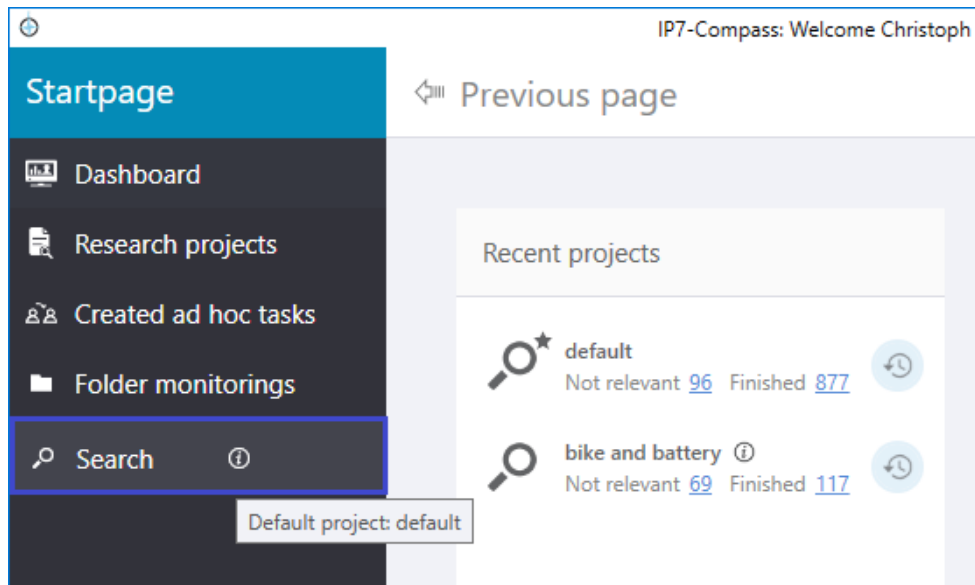 IP7-Compass: Welcome Christoph
Startpage
Previous page
Dashboard
Research projects
Created ad hoc tasks
Folder monitorings
Search
Default project: default
Recent projects
default
Not relevant 96 Finished 877
bike and battery
Not relevant 69 Finished 117